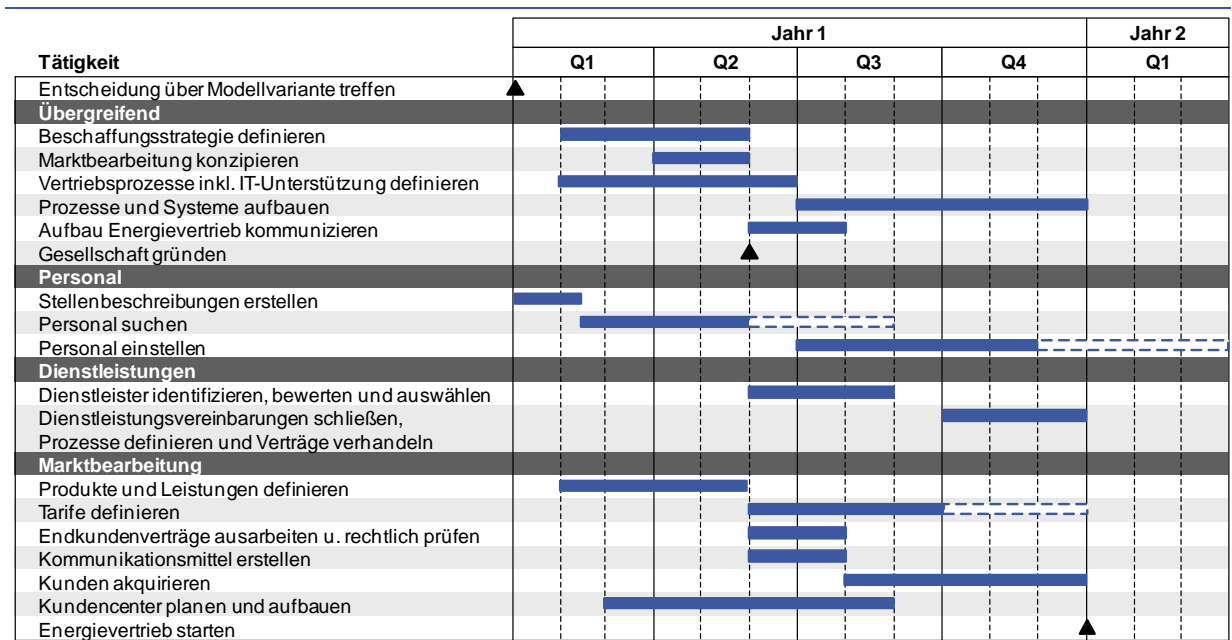 Jahr 1 Jahr 2
Tätigkeit Q1 Q2 Q3 Q4 Q1
Entscheidung über Modellvariante treffen
Übergreifend
Beschaffungsstrategie definieren
Marktbearbeitung konzipieren
Vertriebsprozesse inkl. IT-Unterstützung definieren
Prozesse und Systeme aufbauen
Aufbau Energievertrieb kommunizieren
Gesellschaft gründen
Personal
Stellenbeschreibungen erstellen
Personal suchen
Personal einstellen
Dienstleistungen
Dienstleister identifizieren, bewerten und auswählen
Dienstleistungsvereinbarungen schließen,
Prozesse definieren und Verträge verhandeln
Marktbearbeitung
Produkte und Leistungen definieren
Tarife definieren
Endkundenverträge ausarbeiten u. rechtlich prüfen
Kommunikationsmittel erstellen
Kunden akquirieren
Kundencenter planen und aufbauen
Energievertrieb starten